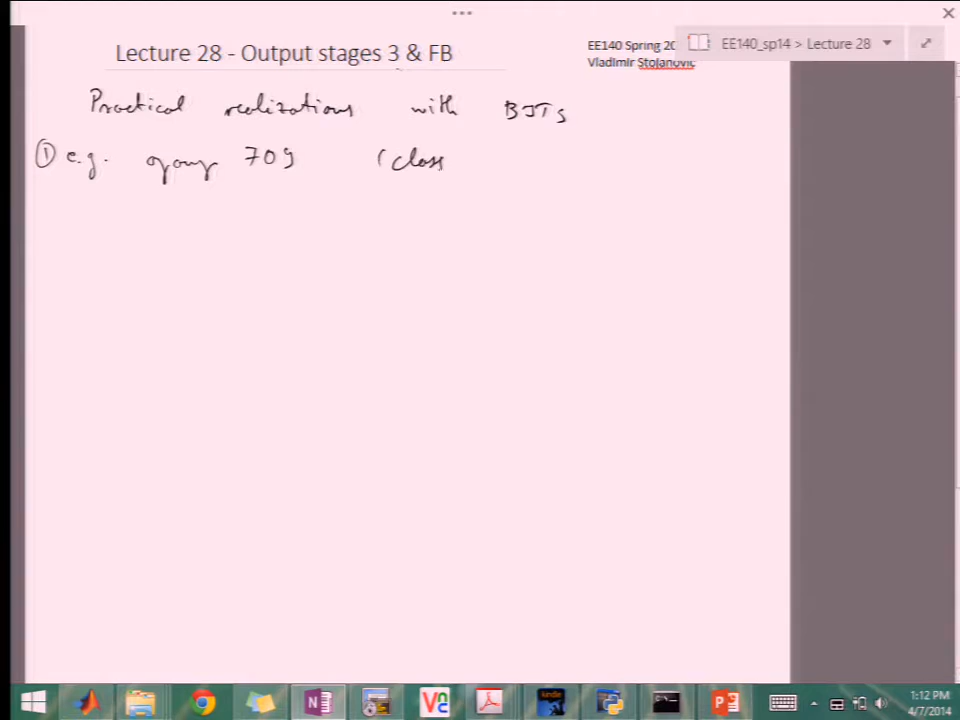 Lecture 28 - Output stages 3 & FB
EE140 Spring 20
Vladimir Stojanovic
EE140_sp14 > Lecture 28
Practical realizations with BJTs
① e.g. opamp 709 (class
kindle
1:12 PM
4/7/2014